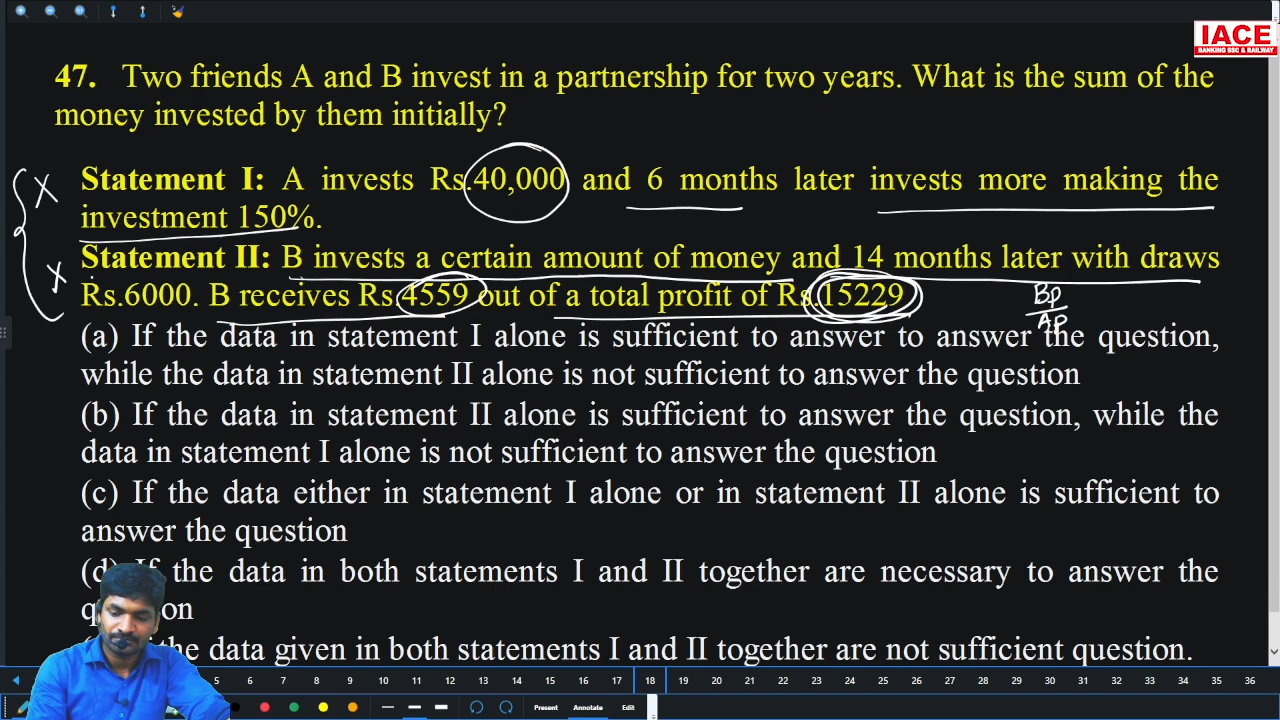 IACE
BANKING SSC & RAILWAY
47. Two friends A and B invest in a partnership for two years. What is the sum of the
money invested by them initially?
Statement I: A invests Rs.40,000 and 6 months later invests more making the
investment 150%.
Statement II: B invests a certain amount of money and 14 months later with draws
Rs.6000. B receives Rs.4559 out of a total profit of Rs.15229
X
X
BP
AP
(a) If the data in statement I alone is sufficient to answer to answer the question,
while the data in statement II alone is not sufficient to answer the question
(b) If the data in statement II alone is sufficient to answer the question, while the
data in statement I alone is not sufficient to answer the question
(c) If the data either in statement I alone or in statement II alone is sufficient to
answer the question
(d) If the data in both statements I and II together are necessary to answer the
the data given in both statements I and II together are not sufficient question.
5 6 7 8 9 10 11 12 13 14 15 16 17 18 19 20 21 22 23 24 25 26 27 28 29 30 31 32 33 34 35 36
Present Annotate Edit